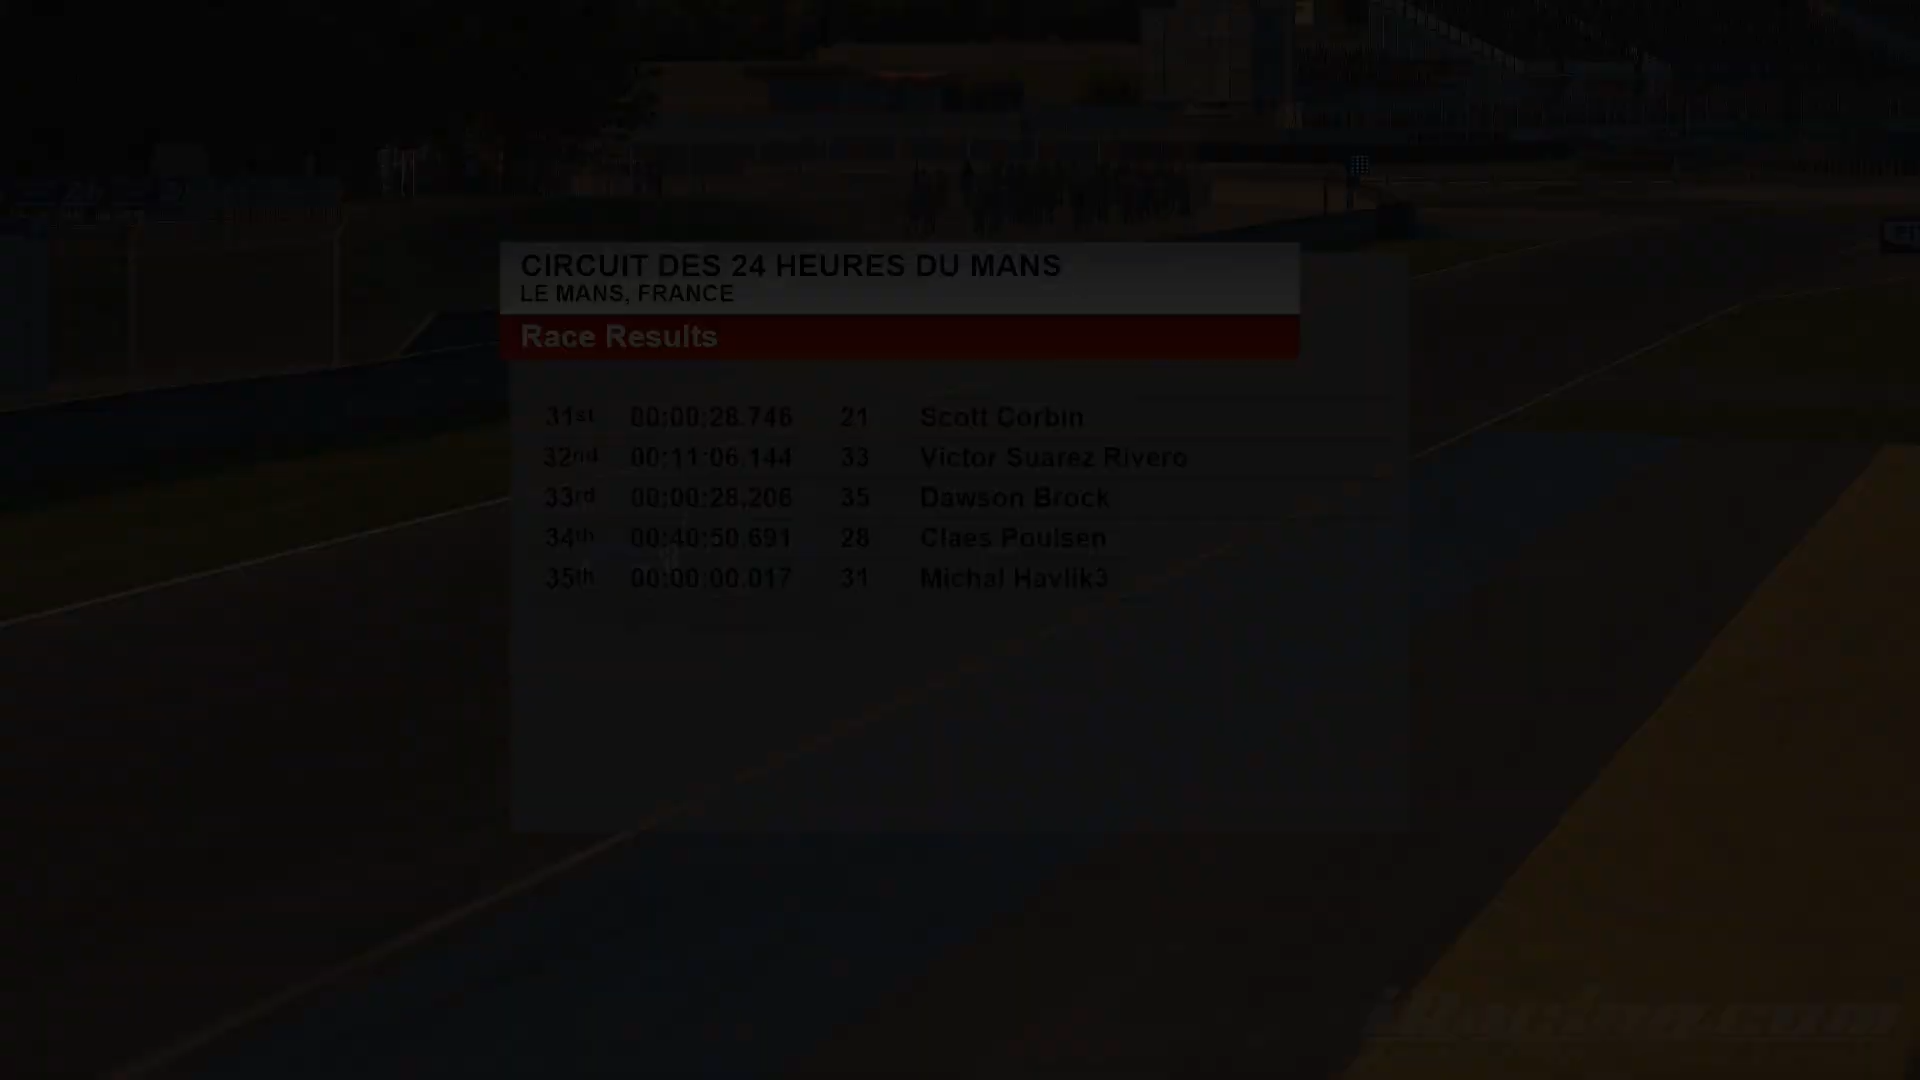 CIRCUIT DES 24 HEURES DU MANS
LE MANS, FRANCE
Race Results
31st 00:00:28.746 21 Scott Corbin
32nd 00:11:06.144 33 Victor Suarez Rivero
33rd 00:00:28.206 35 Dawson Brock
34th 00:40:50.691 28 Claes Poulsen
35th 00:00:00.017 31 Michal Havlik3
iRacing.com